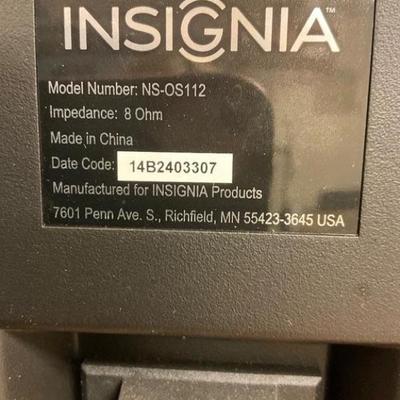 INSIGNIA™
Model Number: NS-OS112
Impedance: 8 Ohm
Made in China
Date Code: 14B2403307
Manufactured for INSIGNIA Products
7601 Penn Ave. S., Richfield, MN 55423-3645 USA